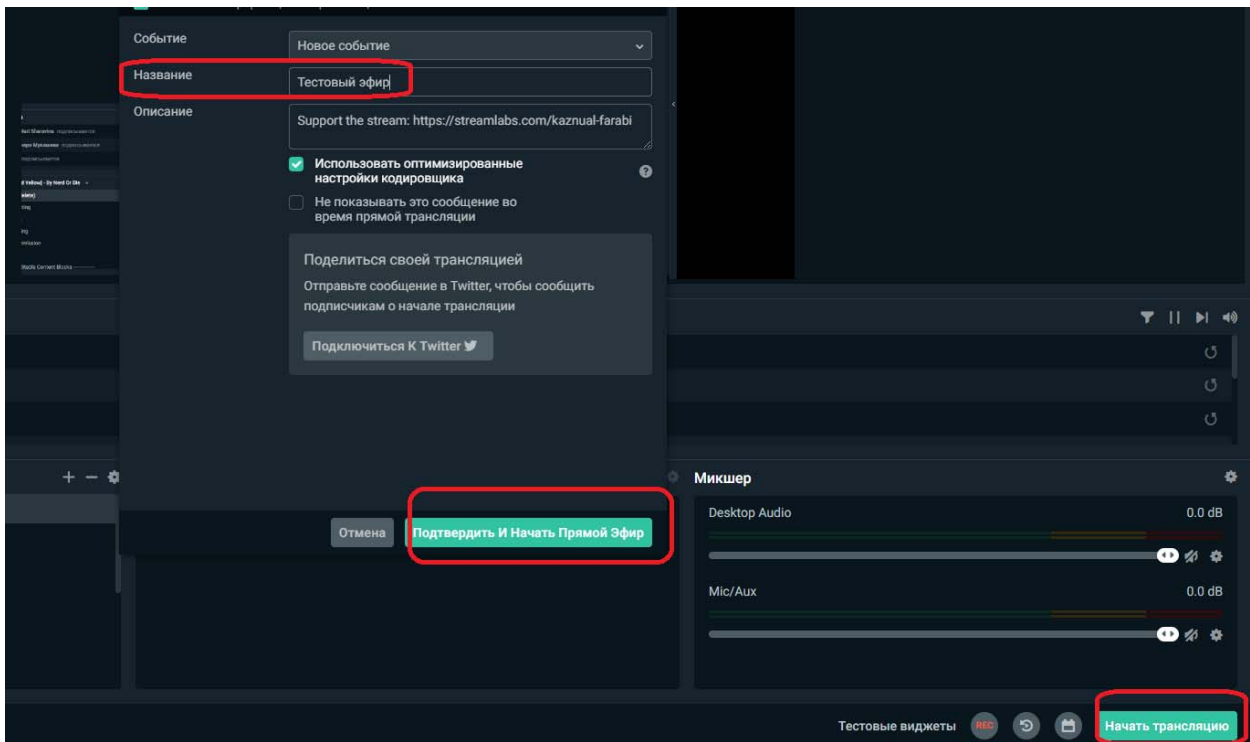 Событие
Новое событие
Название
Тестовый эфир
Описание
Support the stream: https://streamlabs.com/kaznual-farabi
Использовать оптимизированные
настройки кодировщика
Не показывать это сообщение во
время прямой трансляции
Поделиться своей трансляцией
Отправьте сообщение в Twitter, чтобы сообщить
подписчикам о начале трансляции
Подключиться К Twitter
Отмена
Подтвердить И Начать Прямой Эфир
Микшер
Desktop Audio
0.0 dB
Mic/Aux
0.0 dB
Тестовые виджеты
REC
Начать трансляцию